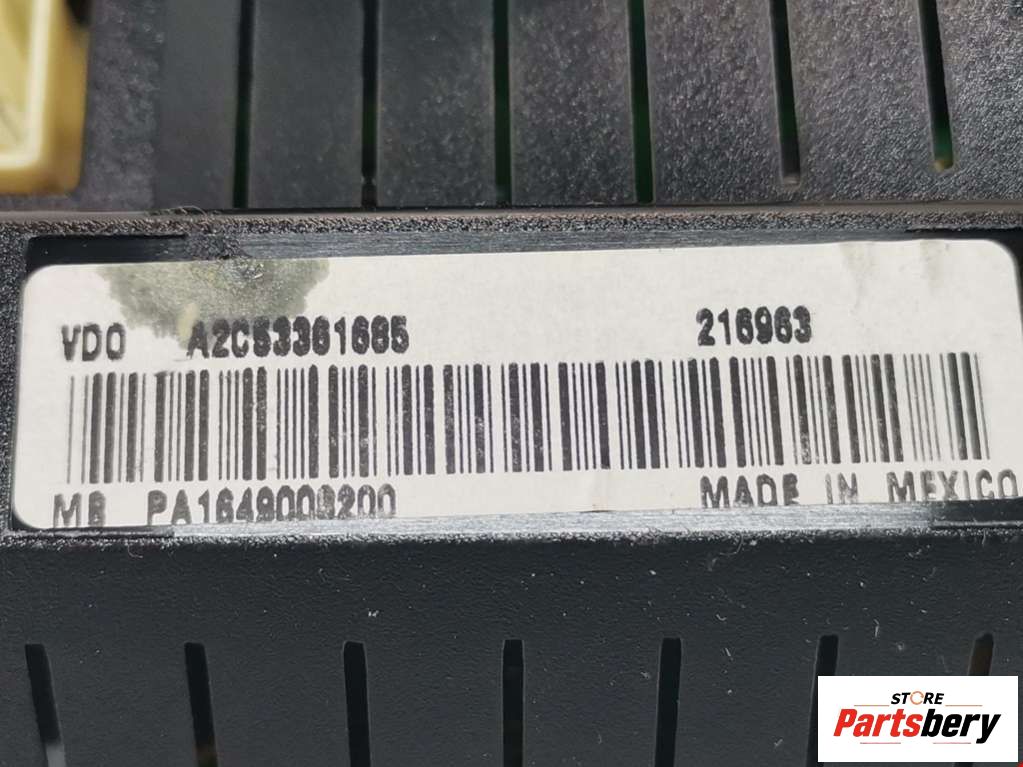 VDO A2C53361685 216963
MB PA1649009200 MADE IN MEXICO
STORE
Partsbery